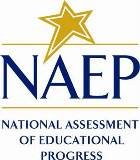 NAEP
NATIONAL ASSESSMENT
OF EDUCATIONAL
PROGRESS